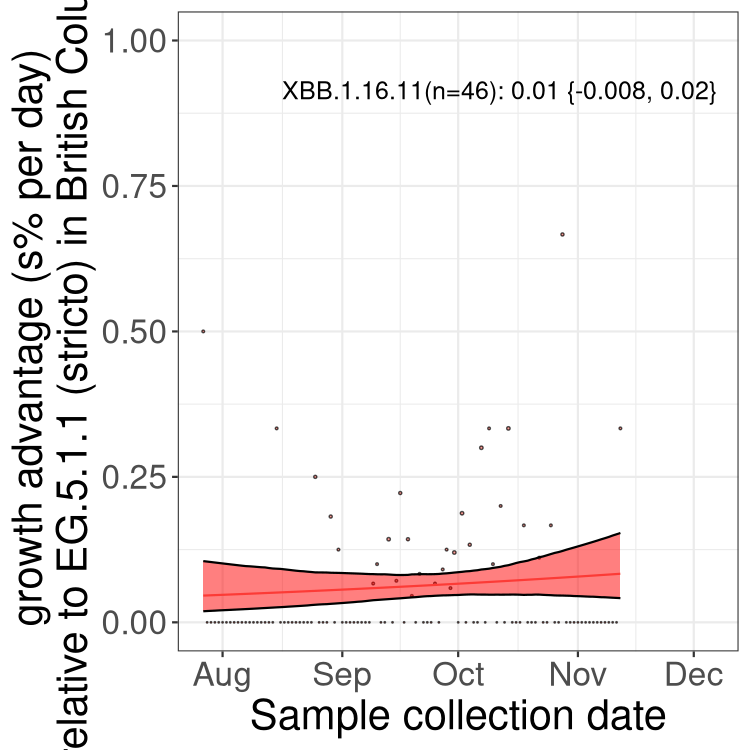 growth advantage (s% per day)
relative to EG.5.1.1 (stricto) in British Colu
1.00
0.75
0.50
0.25
0.00
XBB.1.16.11(n=46): 0.01 {-0.008, 0.02}
Aug Sep Oct Nov Dec
Sample collection date